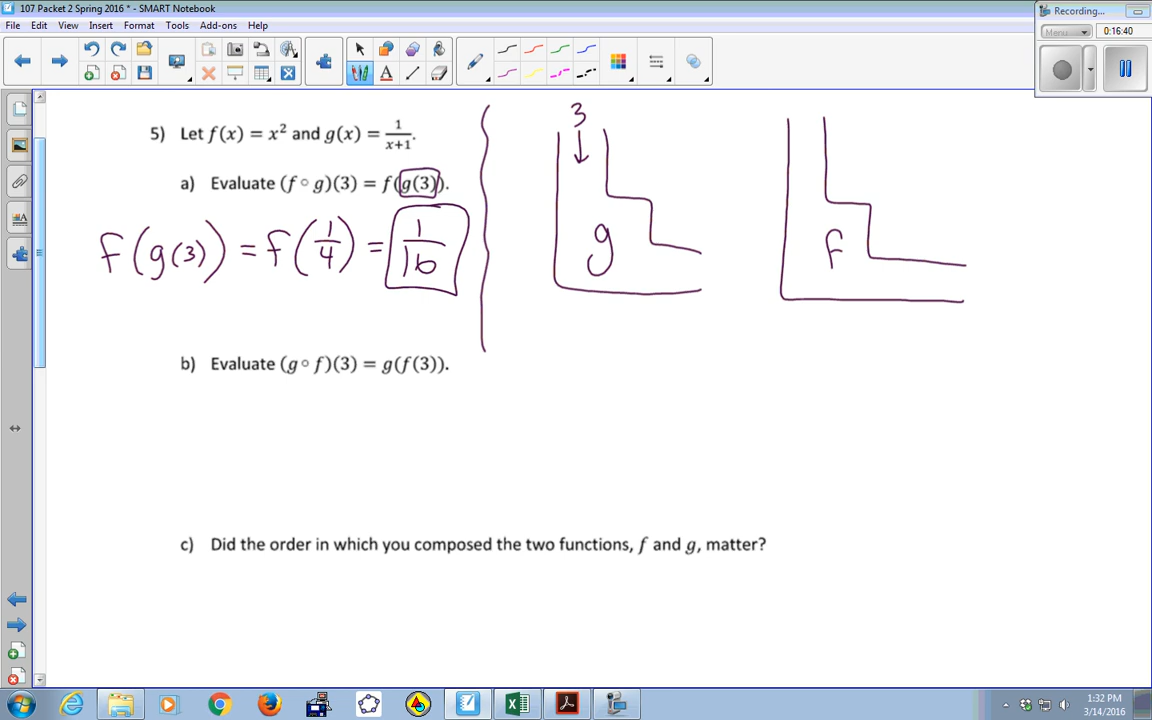 107 Packet 2 Spring 2016 * - SMART Notebook
File Edit View Insert Format Tools Add-ons Help
Recording...
Menu
0:16:40
5) Let f(x) = x² and g(x) = 1/(x+1).
a) Evaluate (f ∘ g)(3) = f(g(3)).
f(g(3)) = f(1/4) = 1/16
3
g
f
b) Evaluate (g ∘ f)(3) = g(f(3)).
c) Did the order in which you composed the two functions, f and g, matter?
1:32 PM
3/14/2016